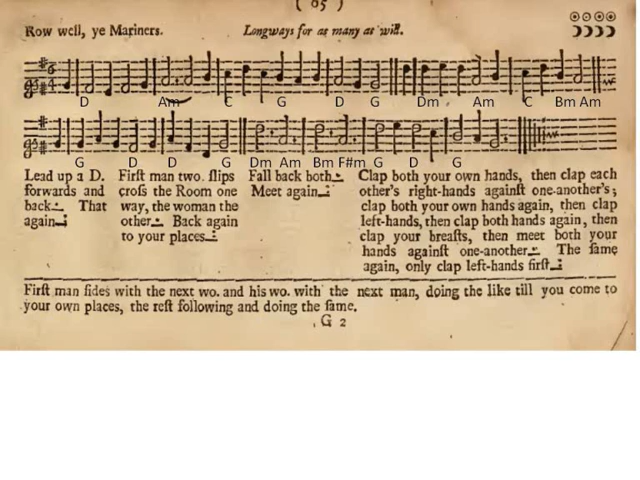 Row well, ye Mariners.
Longways for as many as will.
D Am C G D G Dm Am C Bm Am
G D D G Dm Am Bm F#m G D G
Lead up a D.
forwards and
back. That
again.
Firſt man two. ſlips
croſs the Room one
way, the woman the
other. Back again
to your places.
Fall back both.
Meet again.
Clap both your own hands, then clap each
other's right-hands againſt one-another's;
clap both your own hands again, then clap
left-hands, then clap both hands again, then
clap your breaſts, then meet both your
hands againſt one-another. The ſame
again, only clap left-hands firſt.
Firſt man ſides with the next wo. and his wo. with the next man, doing the like till you come to
your own places, the reſt following and doing the ſame.
G 2